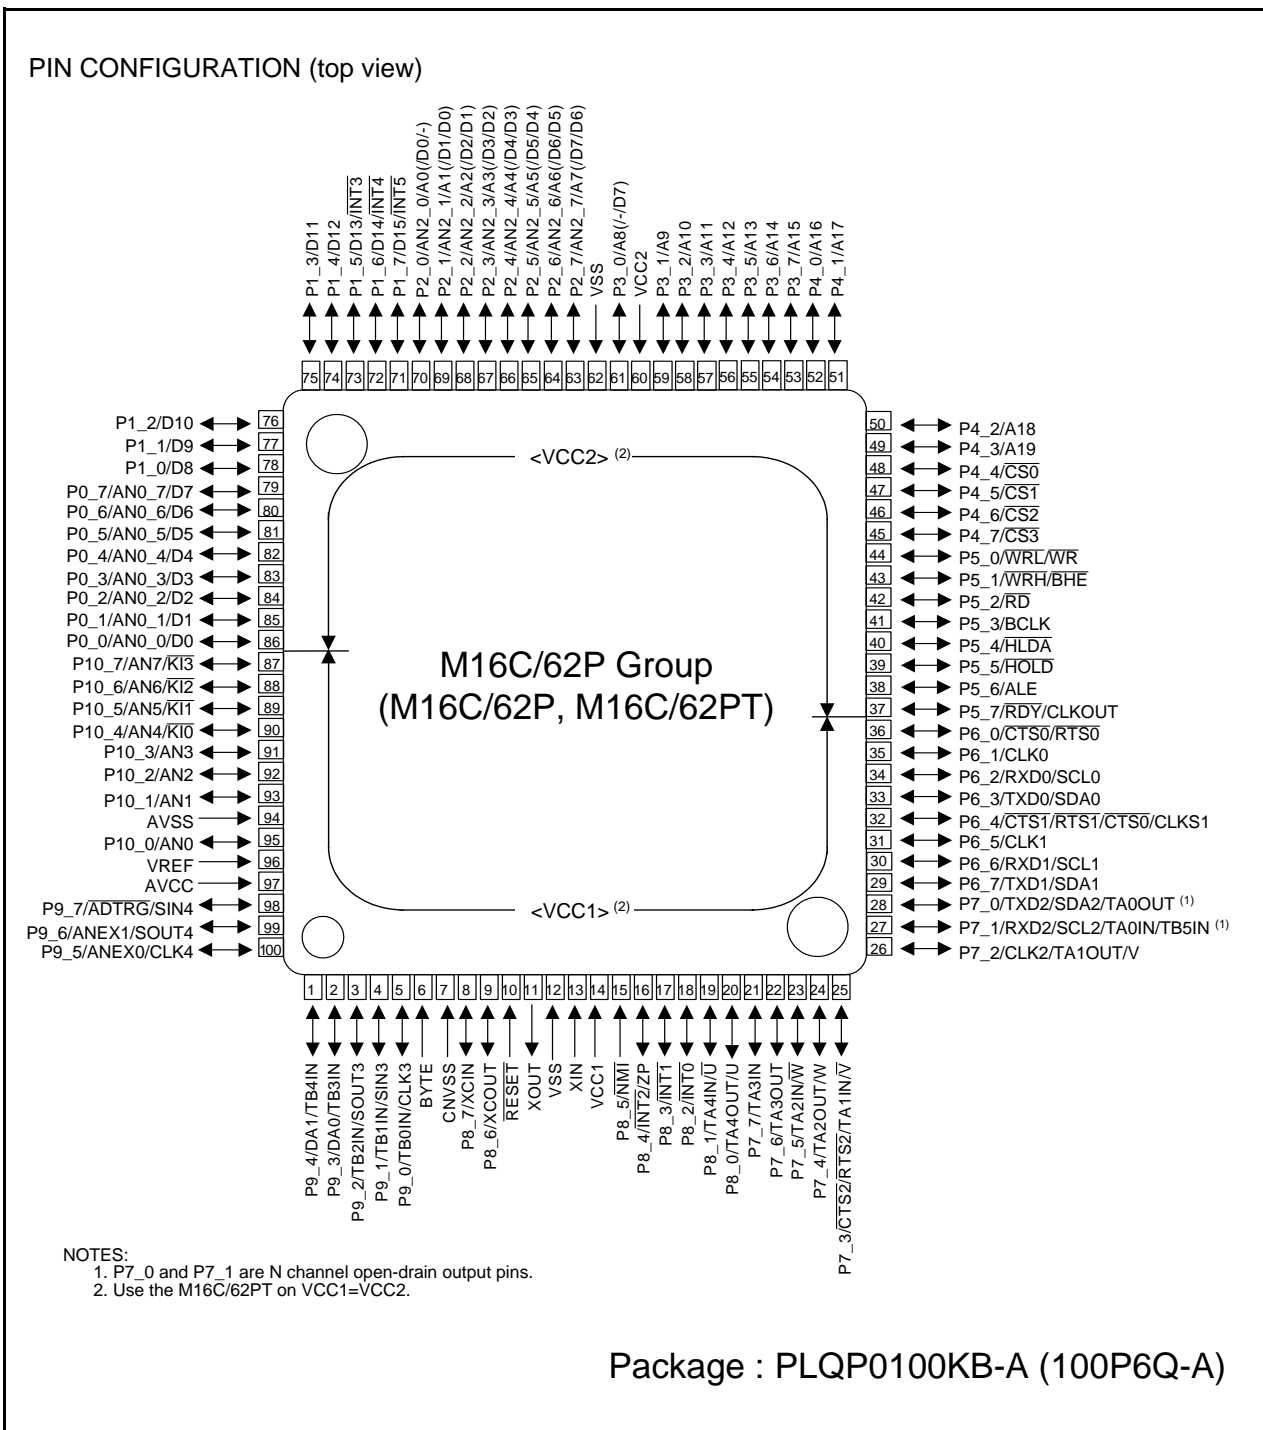 PIN CONFIGURATION (top view)
P1_3/D11
P1_4/D12
P1_5/D13/INT3
P1_6/D14/INT4
P1_7/D15/INT5
P2_0/AN2_0/A0(/D0/-)
P2_1/AN2_1/A1(/D1/D0)
P2_2/AN2_2/A2(/D2/D1)
P2_3/AN2_3/A3(/D3/D2)
P2_4/AN2_4/A4(/D4/D3)
P2_5/AN2_5/A5(/D5/D4)
P2_6/AN2_6/A6(/D6/D5)
P2_7/AN2_7/A7(/D7/D6)
VSS
P3_0/A8(/-/D7)
VCC2
P3_1/A9
P3_2/A10
P3_3/A11
P3_4/A12
P3_5/A13
P3_6/A14
P3_7/A15
P4_0/A16
P4_1/A17
75 74 73 72 71 70 69 68 67 66 65 64 63 62 61 60 59 58 57 56 55 54 53 52 51
P1_2/D10 76
P1_1/D9 77
P1_0/D8 78
P0_7/AN0_7/D7 79
P0_6/AN0_6/D6 80
P0_5/AN0_5/D5 81
P0_4/AN0_4/D4 82
P0_3/AN0_3/D3 83
P0_2/AN0_2/D2 84
P0_1/AN0_1/D1 85
P0_0/AN0_0/D0 86
P10_7/AN7/KI3 87
P10_6/AN6/KI2 88
P10_5/AN5/KI1 89
P10_4/AN4/KI0 90
P10_3/AN3 91
P10_2/AN2 92
P10_1/AN1 93
AVSS 94
P10_0/AN0 95
VREF 96
AVCC 97
P9_7/ADTRG/SIN4 98
P9_6/ANEX1/SOUT4 99
P9_5/ANEX0/CLK4 100
<VCC2> (2)
M16C/62P Group
(M16C/62P, M16C/62PT)
<VCC1> (2)
50 P4_2/A18
49 P4_3/A19
48 P4_4/CS0
47 P4_5/CS1
46 P4_6/CS2
45 P4_7/CS3
44 P5_0/WRL/WR
43 P5_1/WRH/BHE
42 P5_2/RD
41 P5_3/BCLK
40 P5_4/HLDA
39 P5_5/HOLD
38 P5_6/ALE
37 P5_7/RDY/CLKOUT
36 P6_0/CTS0/RTS0
35 P6_1/CLK0
34 P6_2/RXD0/SCL0
33 P6_3/TXD0/SDA0
32 P6_4/CTS1/RTS1/CTS0/CLKS1
31 P6_5/CLK1
30 P6_6/RXD1/SCL1
29 P6_7/TXD1/SDA1
28 P7_0/TXD2/SDA2/TA0OUT (1)
27 P7_1/RXD2/SCL2/TA0IN/TB5IN (1)
26 P7_2/CLK2/TA1OUT/V
1 2 3 4 5 6 7 8 9 10 11 12 13 14 15 16 17 18 19 20 21 22 23 24 25
P9_4/DA1/TB4IN
P9_3/DA0/TB3IN
P9_2/TB2IN/SOUT3
P9_1/TB1IN/SIN3
P9_0/TB0IN/CLK3
BYTE
CNVSS
P8_7/XCIN
P8_6/XCOUT
RESET
XOUT
VSS
XIN
VCC1
P8_5/NMI
P8_4/INT2/ZP
P8_3/INT1
P8_2/INT0
P8_1/TA4IN/U
P8_0/TA4OUT/U
P7_7/TA3IN
P7_6/TA3OUT
P7_5/TA2IN/W
P7_4/TA2OUT/W
P7_3/CTS2/RTS2/TA1IN/V
NOTES:
1. P7_0 and P7_1 are N channel open-drain output pins.
2. Use the M16C/62PT on VCC1=VCC2.
Package : PLQP0100KB-A (100P6Q-A)